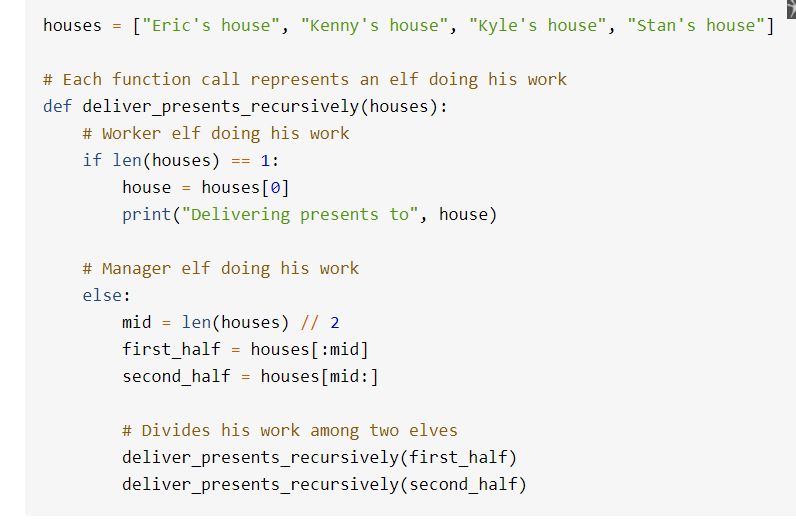 houses = ["Eric's house", "Kenny's house", "Kyle's house", "Stan's house"]

# Each function call represents an elf doing his work
def deliver_presents_recursively(houses):
    # Worker elf doing his work
    if len(houses) == 1:
        house = houses[0]
        print("Delivering presents to", house)

    # Manager elf doing his work
    else:
        mid = len(houses) // 2
        first_half = houses[:mid]
        second_half = houses[mid:]

        # Divides his work among two elves
        deliver_presents_recursively(first_half)
        deliver_presents_recursively(second_half)